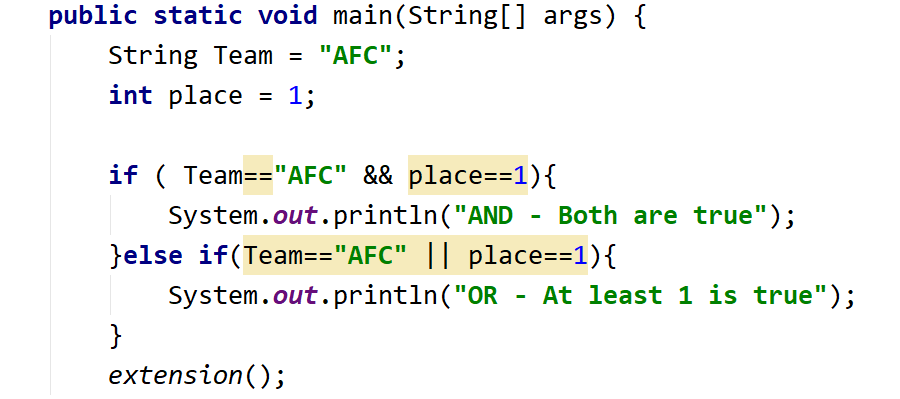 public static void main(String[] args) {
    String Team = "AFC";
    int place = 1;

    if ( Team=="AFC" && place==1){
        System.out.println("AND - Both are true");
    }else if(Team=="AFC" || place==1){
        System.out.println("OR - At least 1 is true");
    }
    extension();